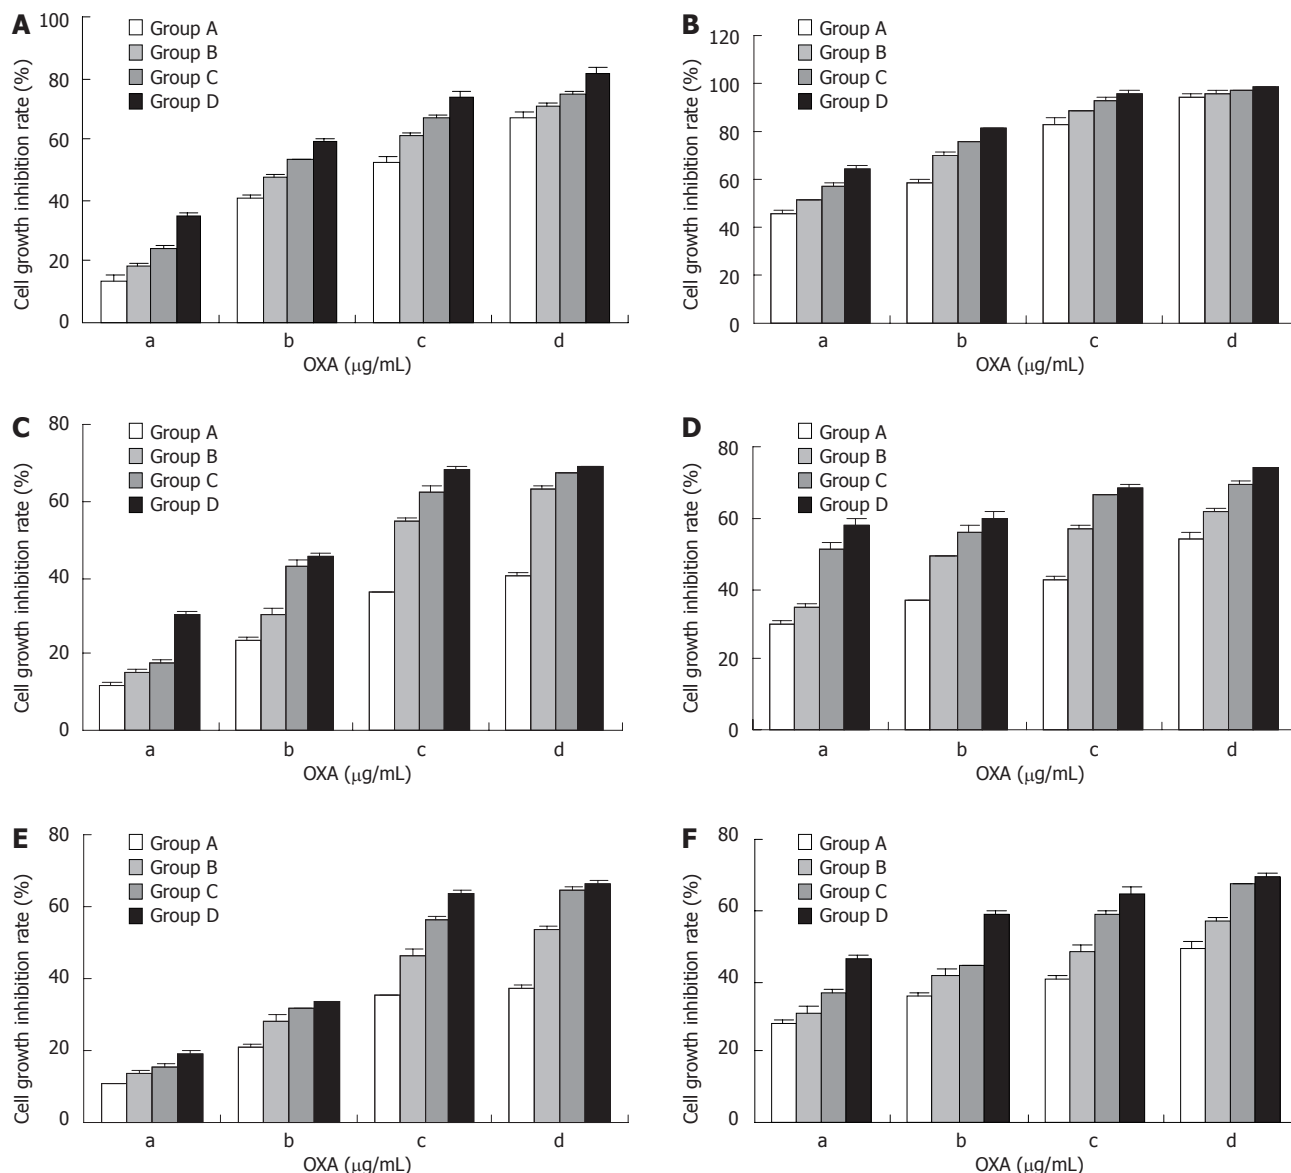 A
Cell growth inhibition rate (%)
100
80
60
40
20
0
Group A
Group B
Group C
Group D
a b c d
OXA (μg/mL)
B
Cell growth inhibition rate (%)
120
100
80
60
40
20
0
Group A
Group B
Group C
Group D
a b c d
OXA (μg/mL)
C
Cell growth inhibition rate (%)
80
60
40
20
0
Group A
Group B
Group C
Group D
a b c d
OXA (μg/mL)
D
Cell growth inhibition rate (%)
80
60
40
20
0
Group A
Group B
Group C
Group D
a b c d
OXA (μg/mL)
E
Cell growth inhibition rate (%)
80
60
40
20
0
Group A
Group B
Group C
Group D
a b c d
OXA (μg/mL)
F
Cell growth inhibition rate (%)
80
60
40
20
0
Group A
Group B
Group C
Group D
a b c d
OXA (μg/mL)